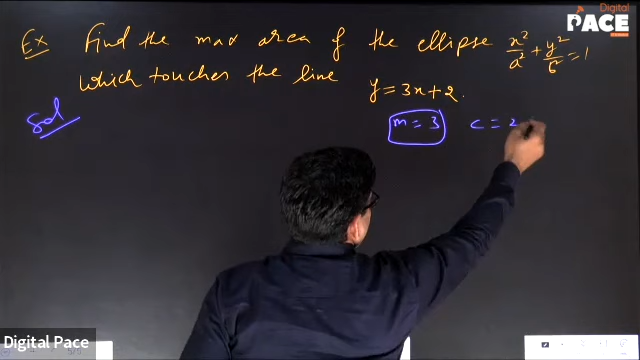 Digital
PACE
Ex Find the max area of the ellipse x²/a² + y²/b² = 1
which touches the line
y = 3x + 2.
Sol
m = 3 c = 2
Digital Pace